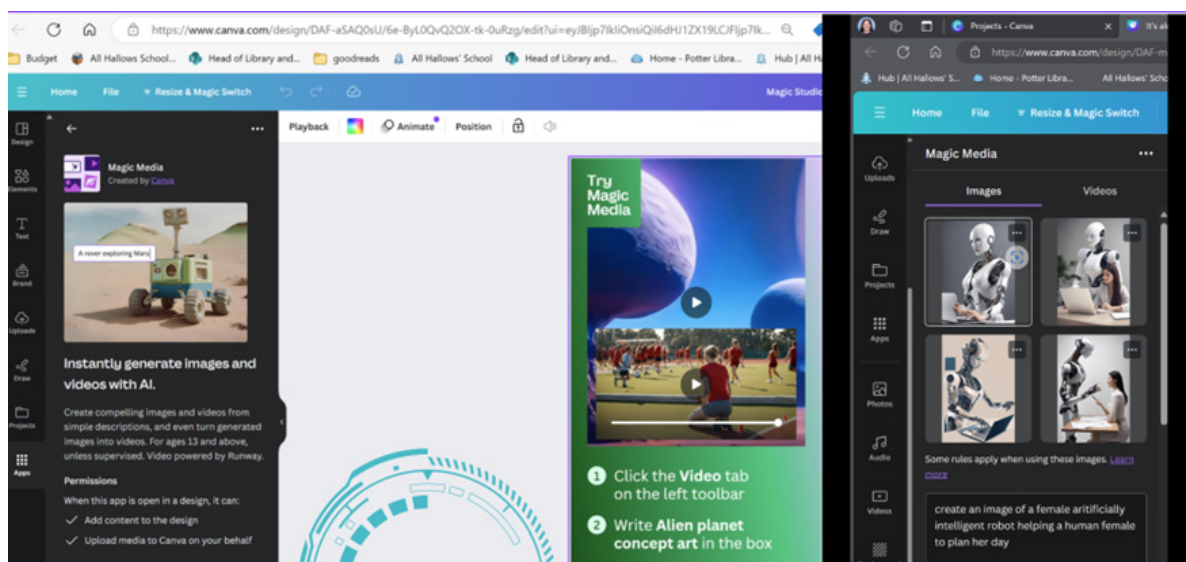 https://www.canva.com/design/DAF-aSAQ0sU/6e-ByL0QvQ2OX-tk-0uRzg/edit?ui=
Budget
All Hallows School...
Head of Library and...
goodreads
All Hallows' School
Head of Library and...
Home - Potter Libra...
Hub | All H
Home
File
Resize & Magic Switch
Magic Studio
Design
Elements
Text
Brand
Uploads
Draw
Projects
Apps
Magic Media
Created by Canva
A rover exploring Mars
Instantly generate images and
videos with AI.
Create compelling images and videos from
simple descriptions, and even turn generated
images into videos. For ages 13 and above,
unless supervised. Video powered by Runway.
Permissions
When this app is open in a design, it can:
Add content to the design
Upload media to Canva on your behalf
Playback
Animate
Position
Try
Magic
Media
1 Click the Video tab
on the left toolbar
2 Write Alien planet
concept art in the box
Projects - Canva
It's al
https://www.canva.com/design/DAF-m
Hub | All Hallows' S...
Home - Potter Libra...
All Hallows' Scho
Home
File
Resize & Magic Switch
Uploads
Draw
Projects
Apps
Photos
Audio
Videos
Magic Media
Images
Videos
Some rules apply when using these images. Learn
more
create an image of a female aritificially
intelligent robot helping a human female
to plan her day